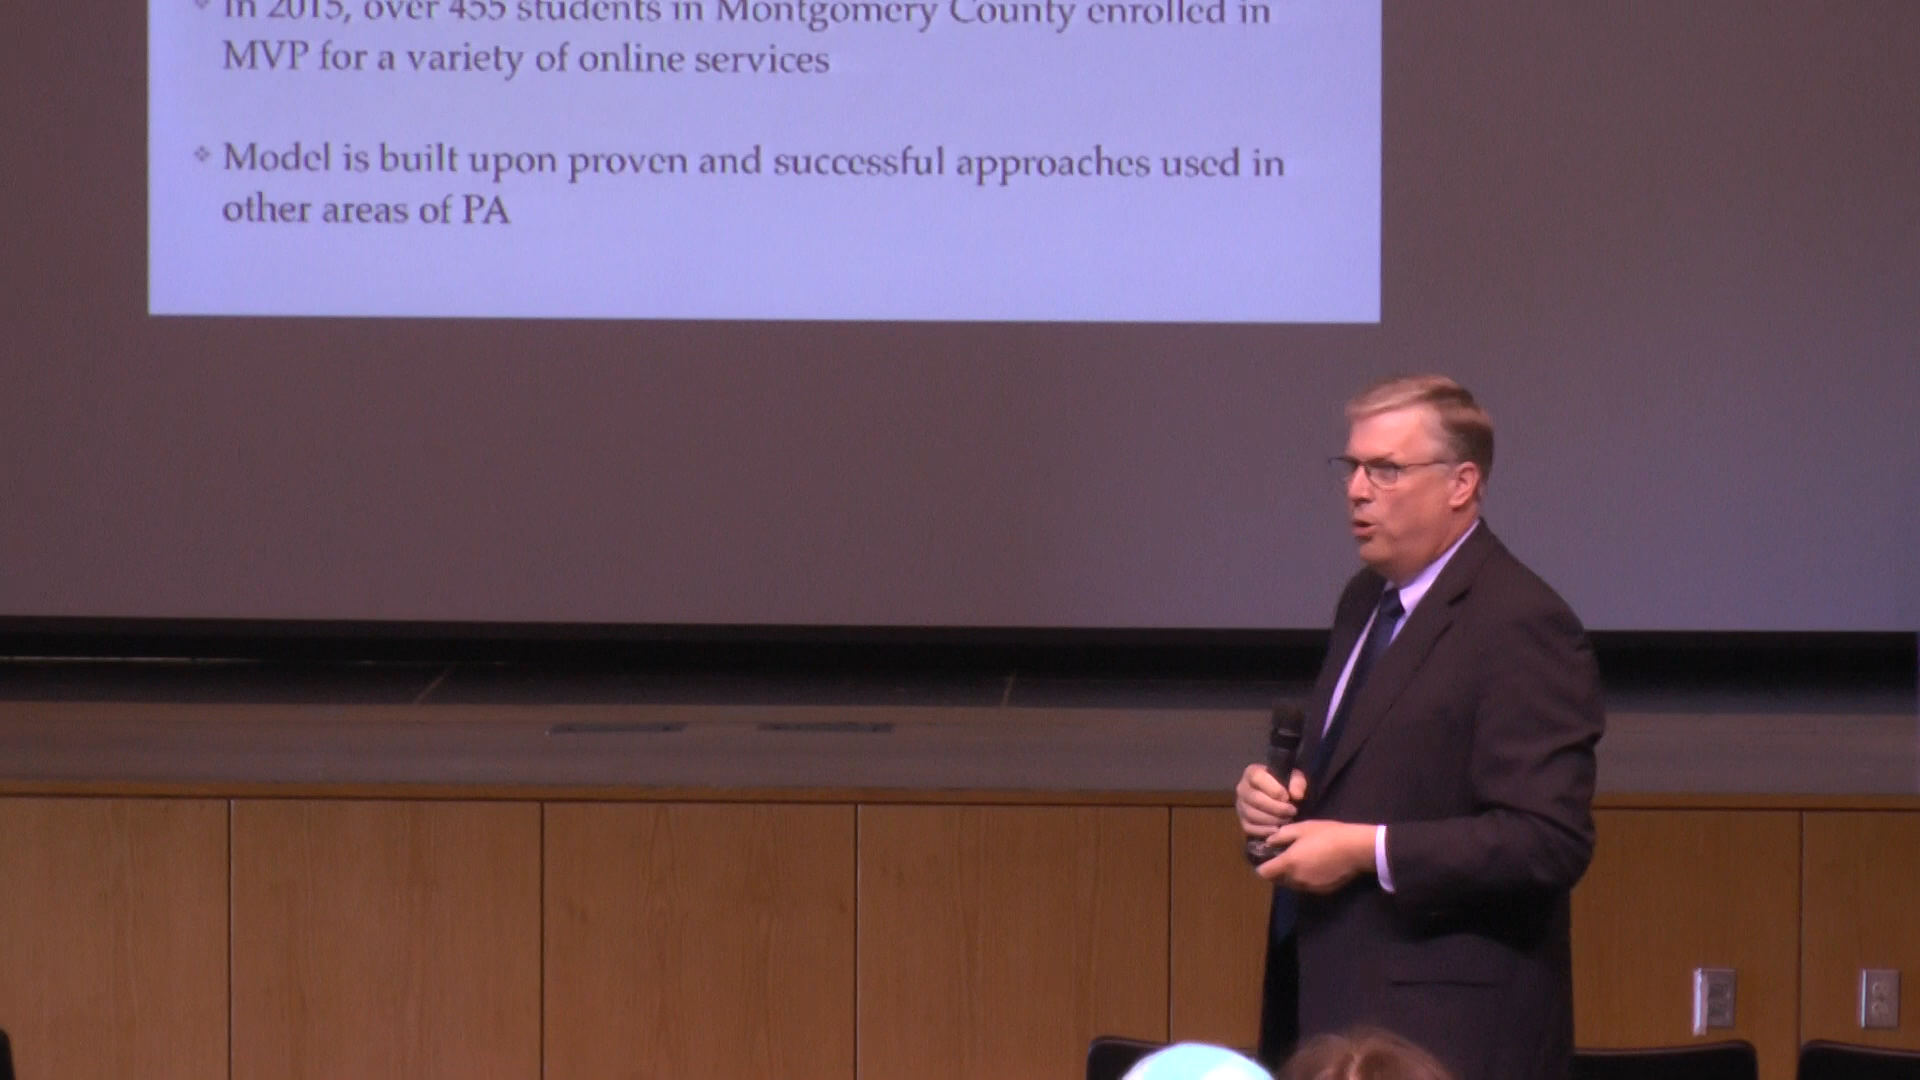 In 2015, over 455 students in Montgomery County enrolled in
MVP for a variety of online services
Model is built upon proven and successful approaches used in
other areas of PA